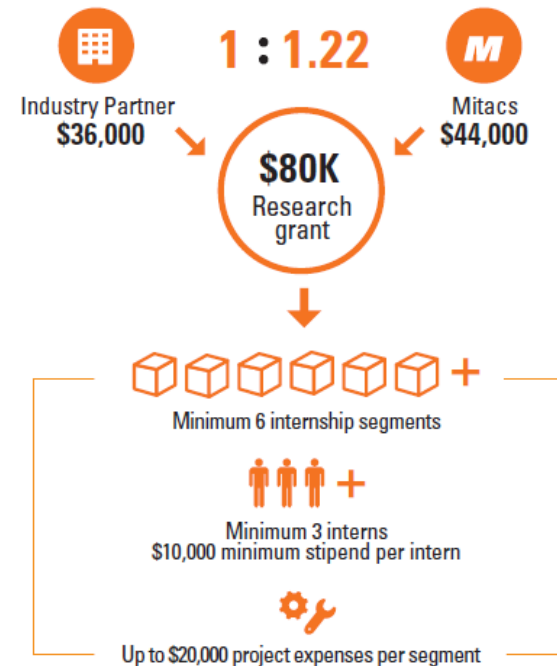 1 : 1.22
M
Industry Partner
$36,000
Mitacs
$44,000
$80K
Research
grant
+
Minimum 6 internship segments
+
Minimum 3 interns
$10,000 minimum stipend per intern
Up to $20,000 project expenses per segment